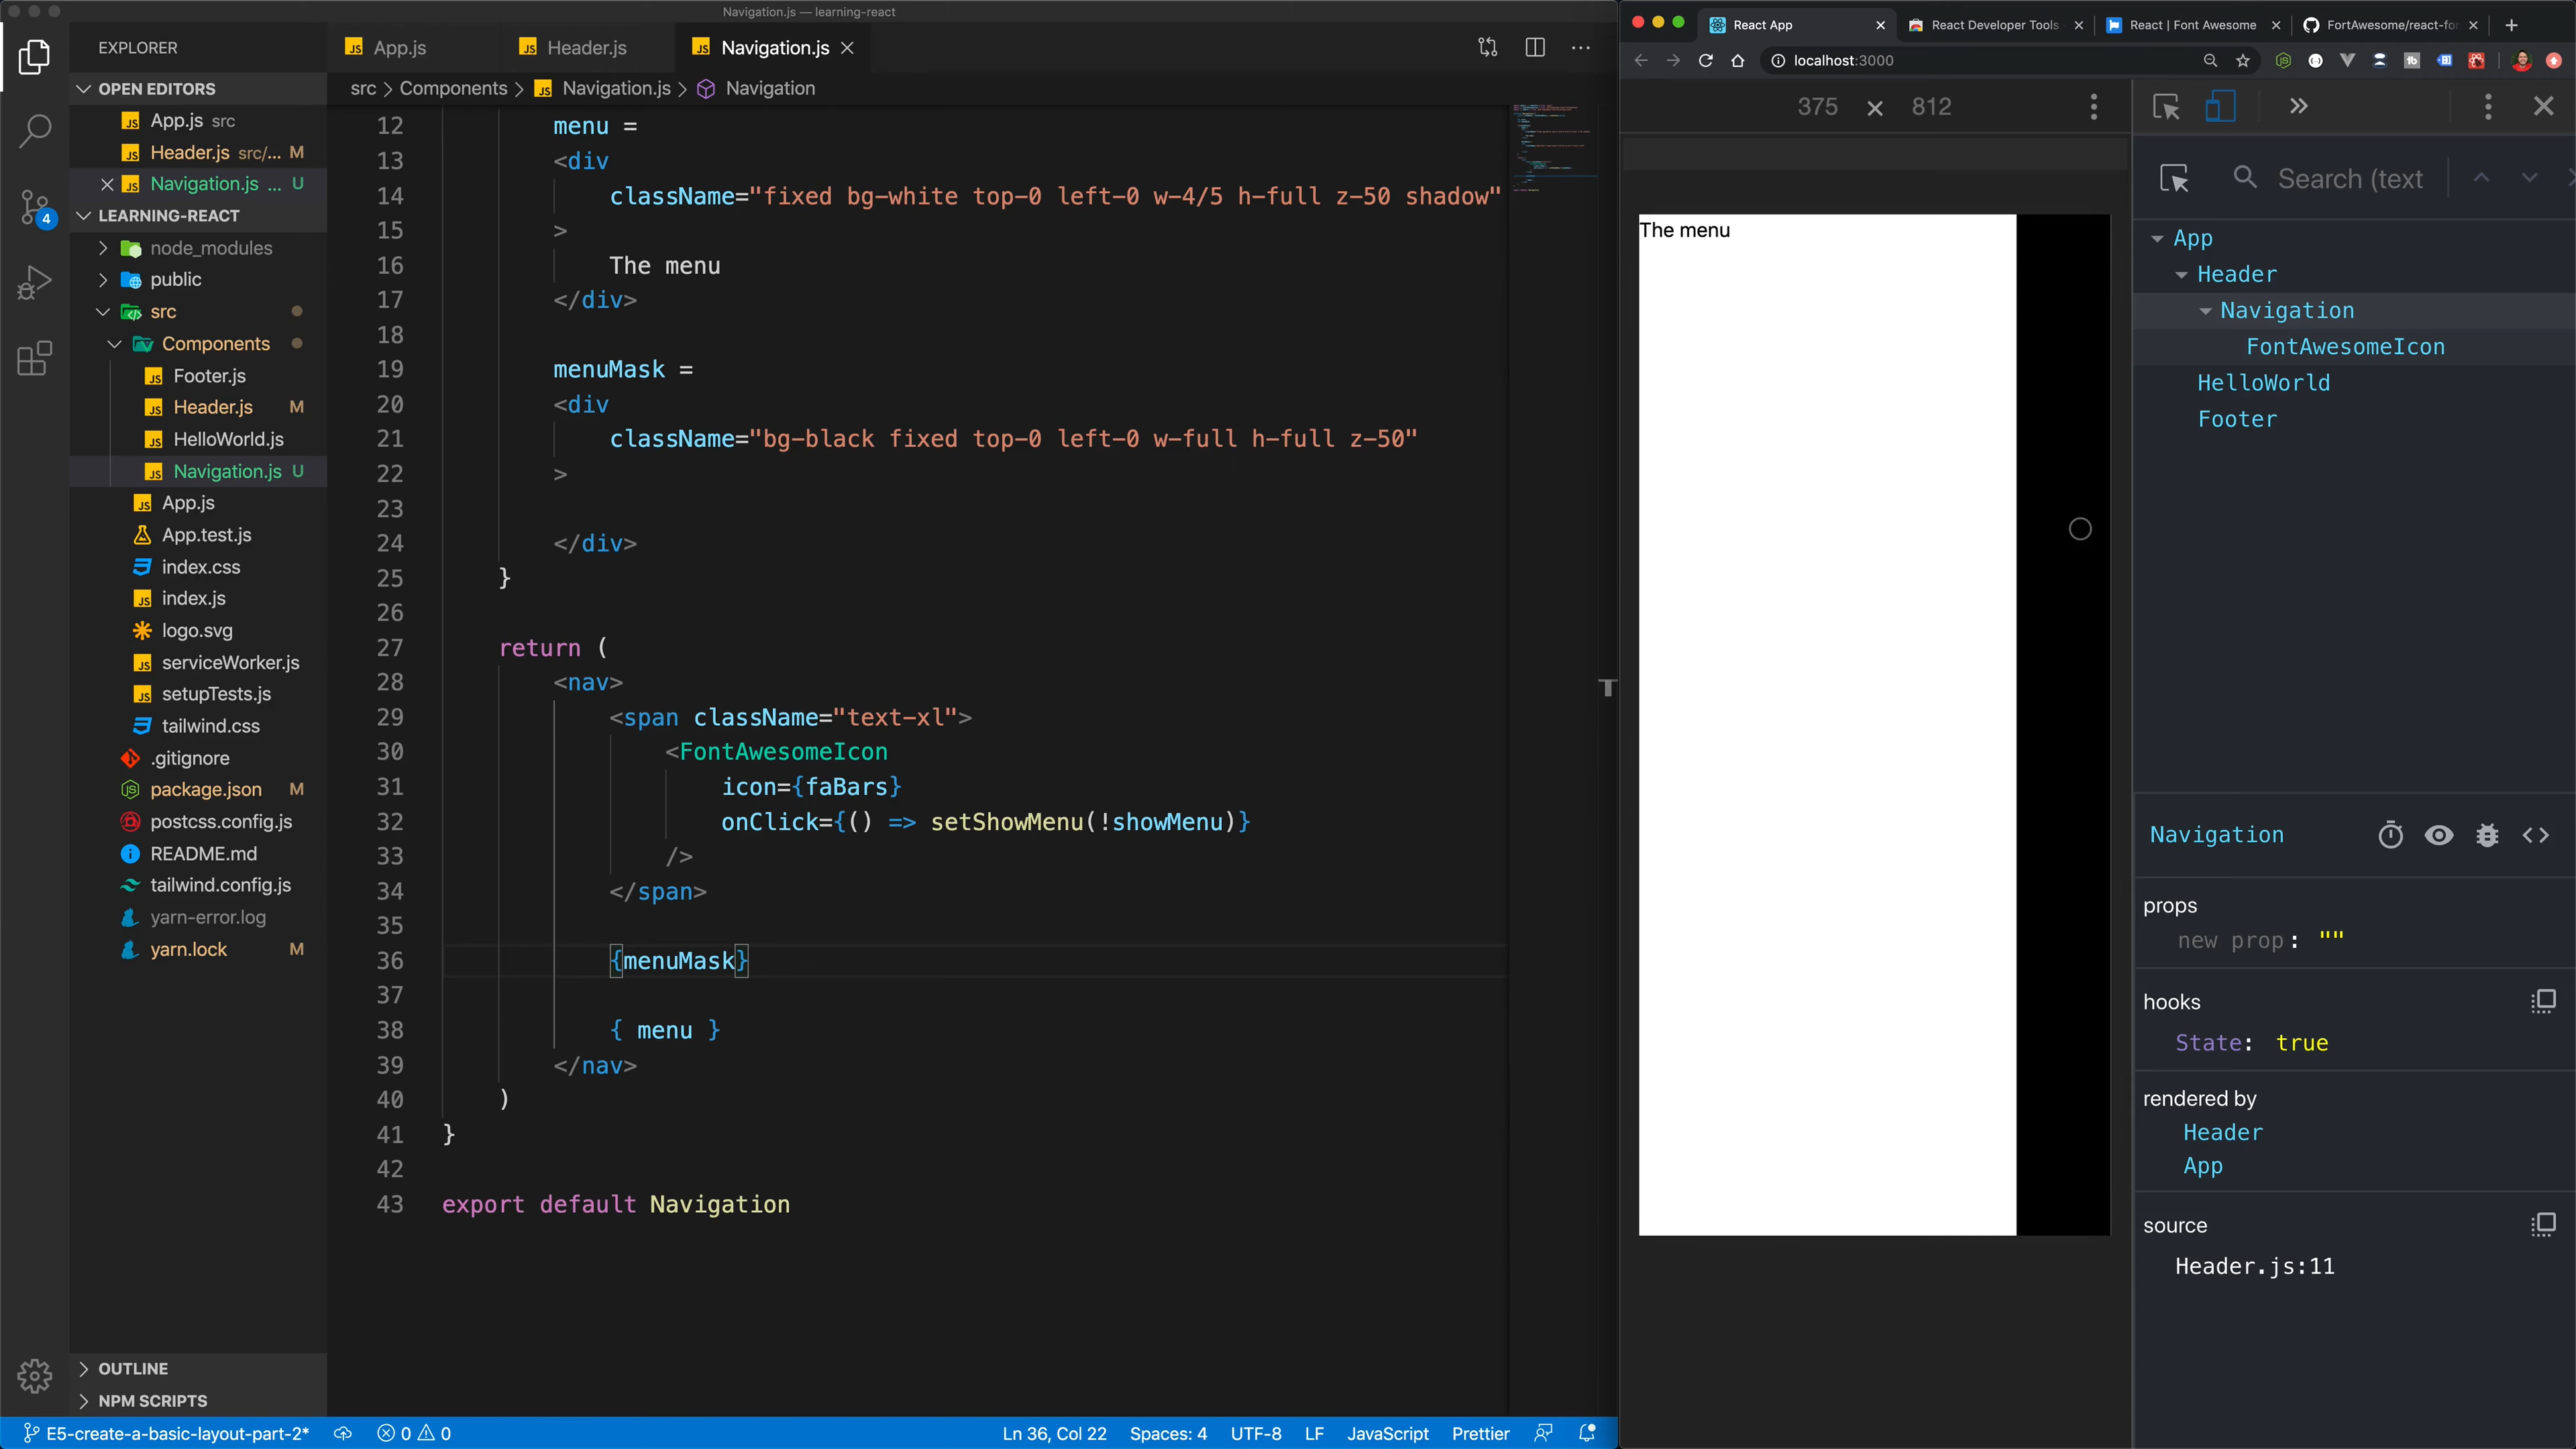 Navigation.js — learning-react
EXPLORER
OPEN EDITORS
App.js src
Header.js src/... M
Navigation.js ... U
LEARNING-REACT
node_modules
public
src
Components
Footer.js
Header.js M
HelloWorld.js
Navigation.js U
App.js
App.test.js
index.css
index.js
logo.svg
serviceWorker.js
setupTests.js
tailwind.css
.gitignore
package.json M
postcss.config.js
README.md
tailwind.config.js
yarn-error.log
yarn.lock M
OUTLINE
NPM SCRIPTS
4
App.js
Header.js
Navigation.js
src > Components > Navigation.js > Navigation
12 menu =
13 <div
14 className="fixed bg-white top-0 left-0 w-4/5 h-full z-50 shadow"
15 >
16 The menu
17 </div>
18
19 menuMask =
20 <div
21 className="bg-black fixed top-0 left-0 w-full h-full z-50"
22 >
23
24 </div>
25 }
26
27 return (
28 <nav>
29 <span className="text-xl">
30 <FontAwesomeIcon
31 icon={faBars}
32 onClick={() => setShowMenu(!showMenu)}
33 />
34 </span>
35
36 {menuMask}
37
38 { menu }
39 </nav>
40 )
41 }
42
43 export default Navigation
E5-create-a-basic-layout-part-2*
0 0
Ln 36, Col 22
Spaces: 4
UTF-8
LF
JavaScript
Prettier
React App
React Developer Tools
React | Font Awesome
FortAwesome/react-fo
localhost:3000
375 × 812
The menu
Search (text
App
Header
Navigation
FontAwesomeIcon
HelloWorld
Footer
Navigation
props
new prop: ""
hooks
State: true
rendered by
Header
App
source
Header.js:11